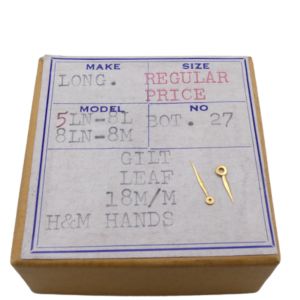 MAKE SIZE
LONG. REGULAR
PRICE
MODEL NO
5LN-8L BOT. 27
8LN-8M
GILT
LEAF
18M/M
H&M HANDS